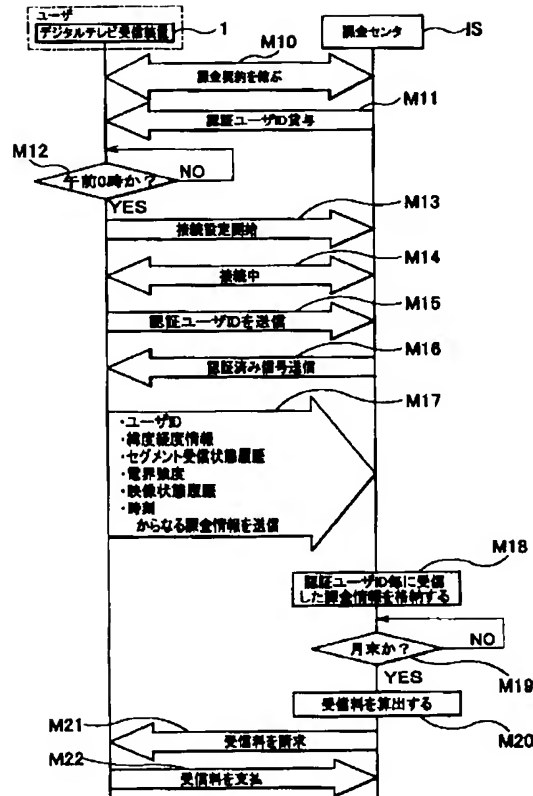 ユーザ
デジタルテレビ受信装置
1
課金センタ
IS
M10
課金契約を結ぶ
M11
認証ユーザID貸与
M12
午前0時か?
NO
YES
M13
接続設定開始
M14
接続中
M15
認証ユーザIDを送信
M16
認証済み信号送信
M17
・ユーザID
・緯度経度情報
・セグメント受信状態履歴
・電界強度
・映像状態履歴
・時刻
からなる課金情報を送信
M18
認証ユーザID毎に受信
した課金情報を格納する
月末か?
NO
M19
YES
受信料を算出する
M20
M21
受信料を請求
M22
受信料を支払